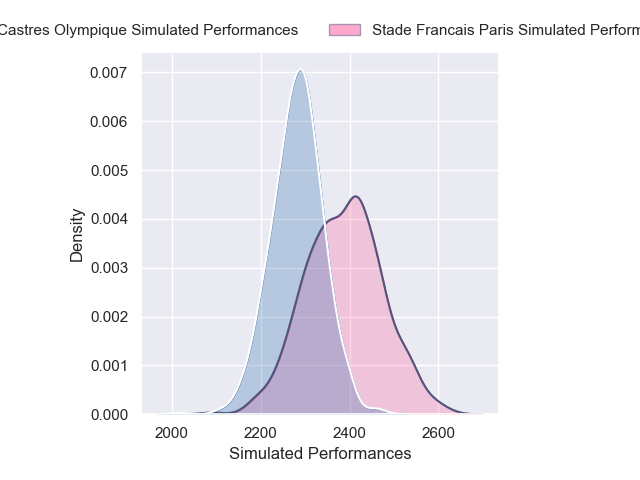 Castres Olympique Simulated Performances
Stade Francais Paris Simulated Perform
0.007
0.006
0.005
0.004
0.003
0.002
0.001
0.000
Density
2000 2200 2400 2600
Simulated Performances